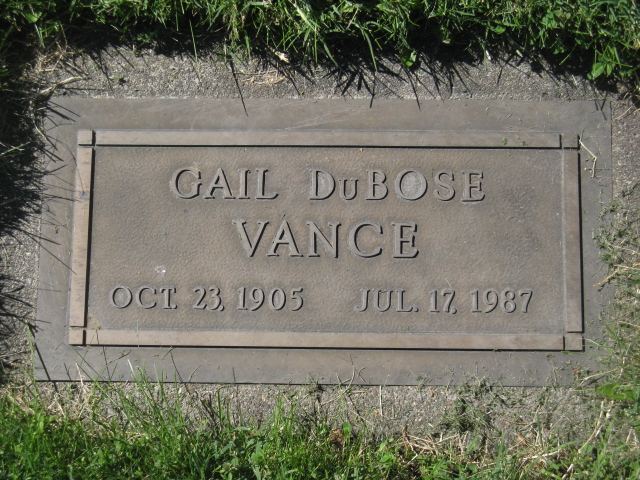 GAIL DuBOSE
VANCE
OCT. 23, 1905 JUL. 17, 1987